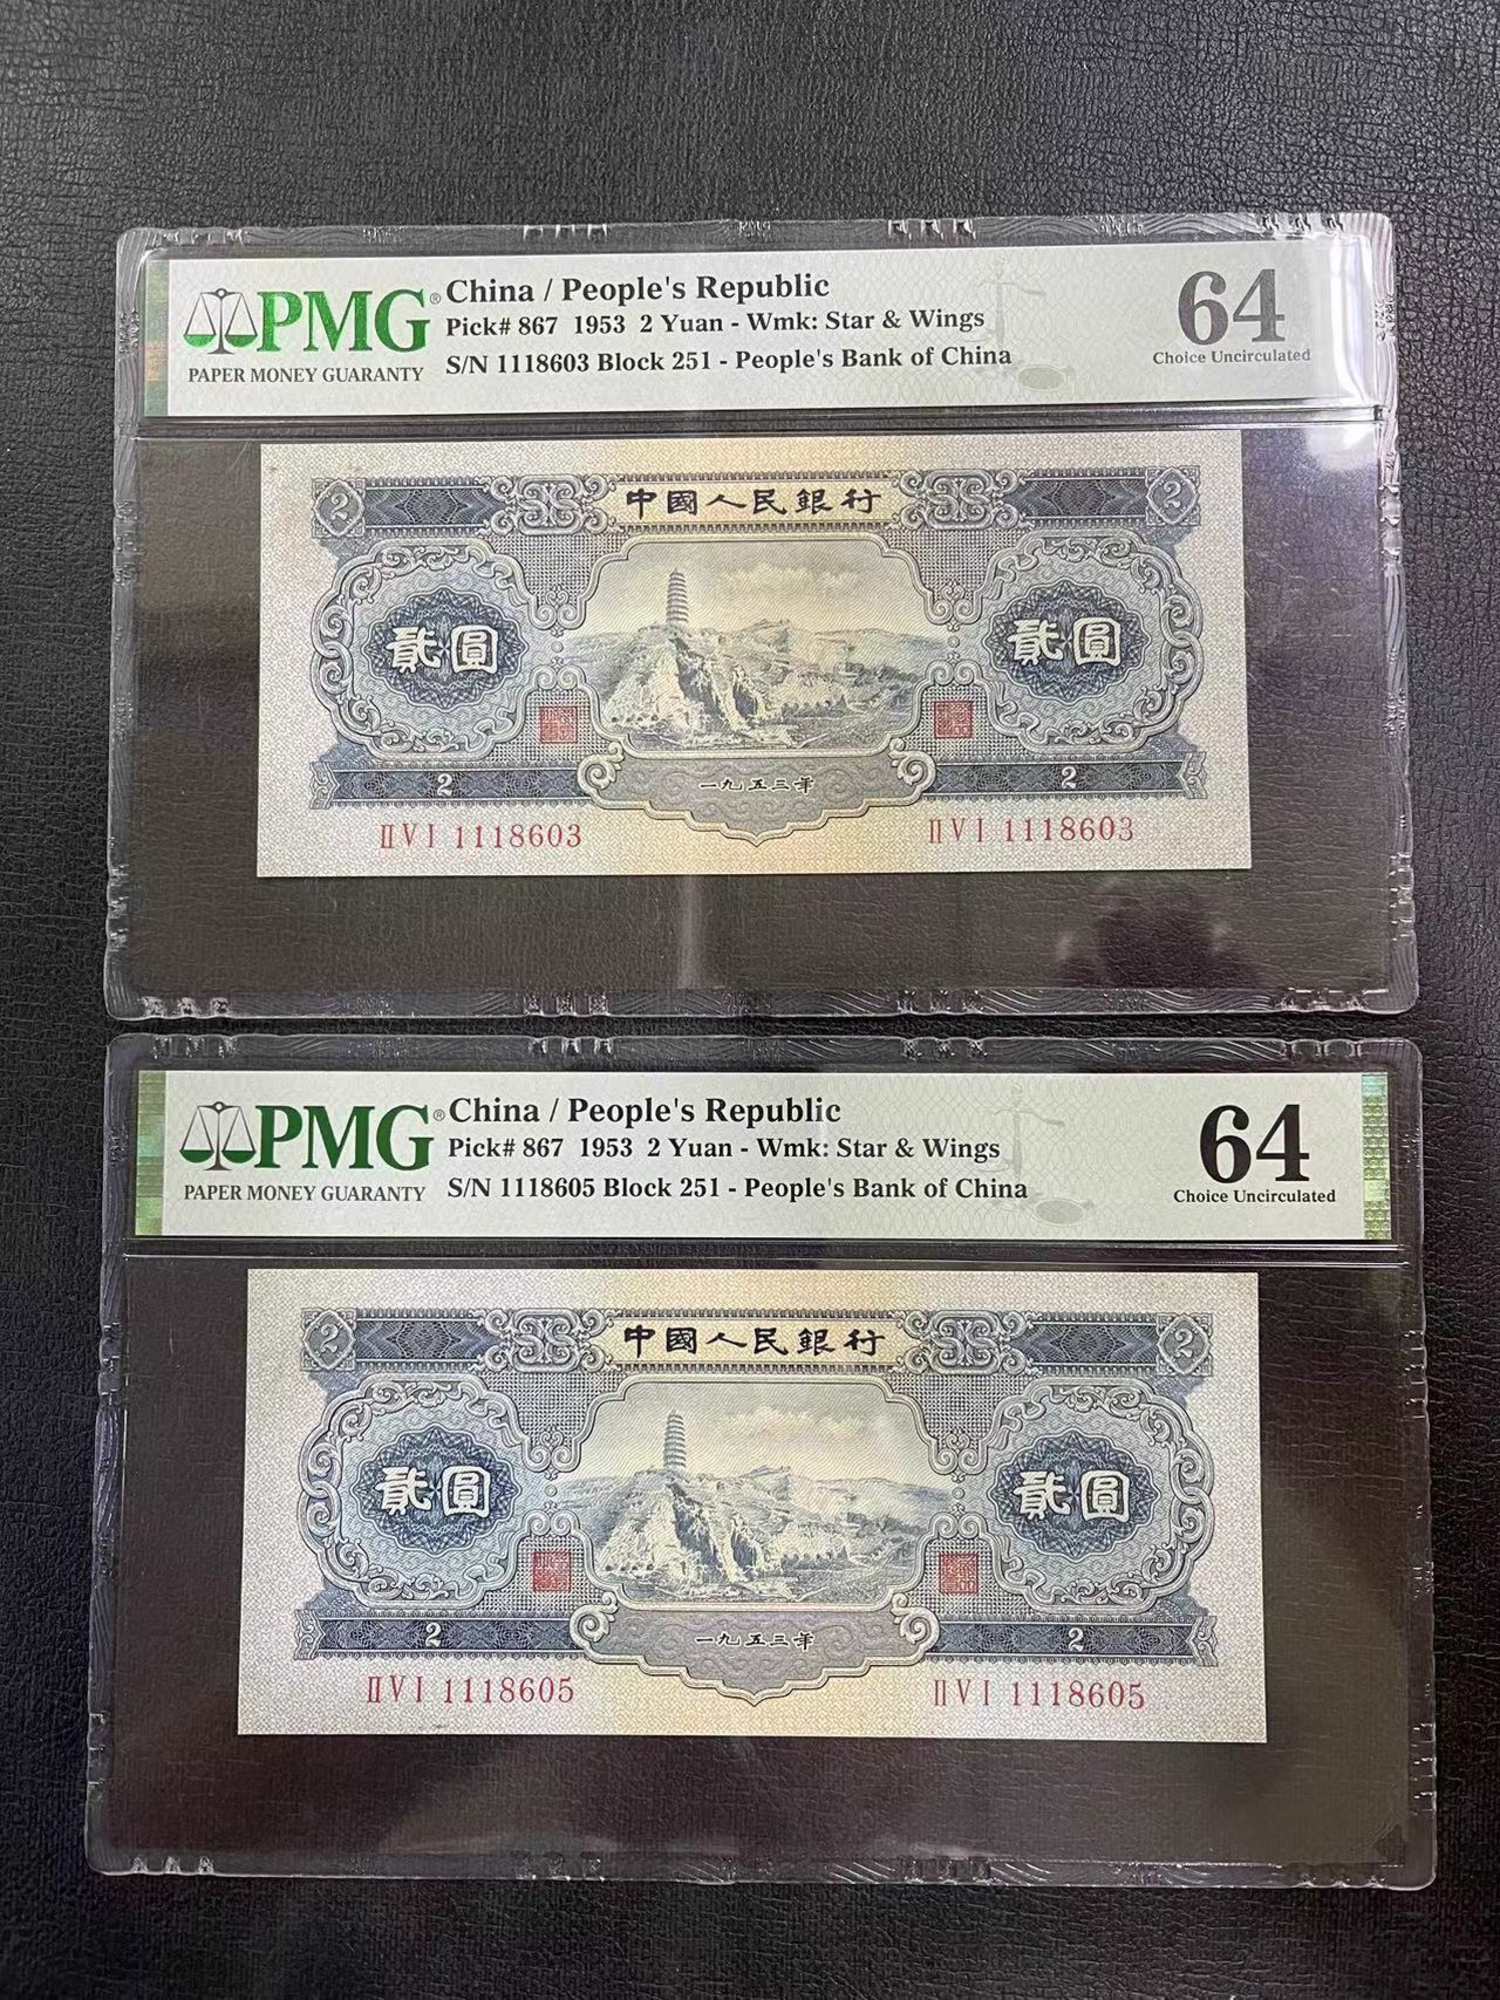 PMG®
PAPER MONEY GUARANTY
China / People's Republic
Pick# 867 1953 2 Yuan - Wmk: Star & Wings
S/N 1118603 Block 251 - People's Bank of China
64
Choice Uncirculated
2 中國人民銀行 2
貳圓 貳圓
2 一九五三年 2
ⅡⅤⅠ 1118603 ⅡⅤⅠ 1118603
PMG®
PAPER MONEY GUARANTY
China / People's Republic
Pick# 867 1953 2 Yuan - Wmk: Star & Wings
S/N 1118605 Block 251 - People's Bank of China
64
Choice Uncirculated
2 中國人民銀行 2
貳圓 貳圓
2 一九五三年 2
ⅡⅤⅠ 1118605 ⅡⅤⅠ 1118605